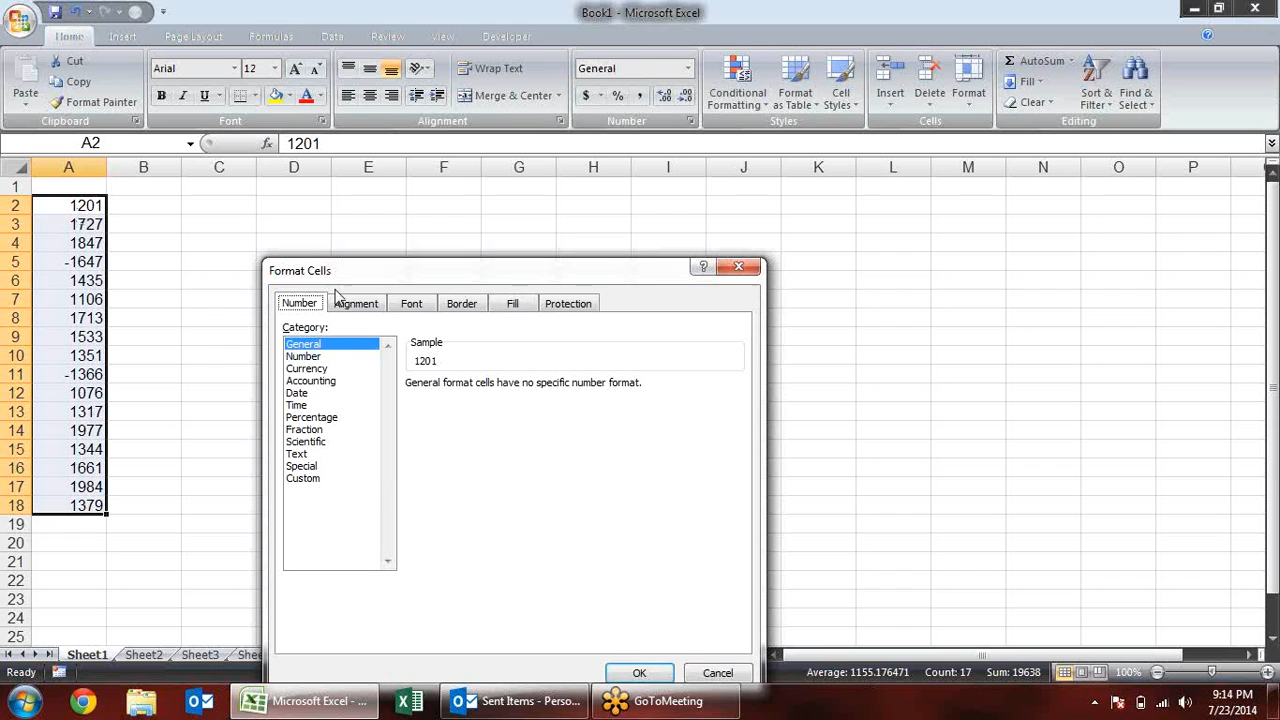 Book1 - Microsoft Excel
Home Insert Page Layout Formulas Data Review View Developer
Paste Cut Copy Format Painter Clipboard
Arial 12 B I U Font
Wrap Text Merge & Center Alignment
General $ % , Number
Conditional Formatting Format as Table Cell Styles Styles
Insert Delete Format Cells
AutoSum Fill Clear Sort & Filter Find & Select Editing
A2 fx 1201
A B C D E F G H I J K L M N O P
1
2 1201
3 1727
4 1847
5 -1647
6 1435
7 1106
8 1713
9 1533
10 1351
11 -1366
12 1076
13 1317
14 1977
15 1344
16 1661
17 1984
18 1379
19
20
21
22
23
24
25
Format Cells
Number Alignment Font Border Fill Protection
Category:
General
Number
Currency
Accounting
Date
Time
Percentage
Fraction
Scientific
Text
Special
Custom
Sample
1201
General format cells have no specific number format.
OK Cancel
Sheet1 Sheet2 Sheet3 She
Ready Average: 1155.176471 Count: 17 Sum: 19638 100%
Microsoft Excel - ... Sent Items - Perso... GoToMeeting
9:14 PM
7/23/2014